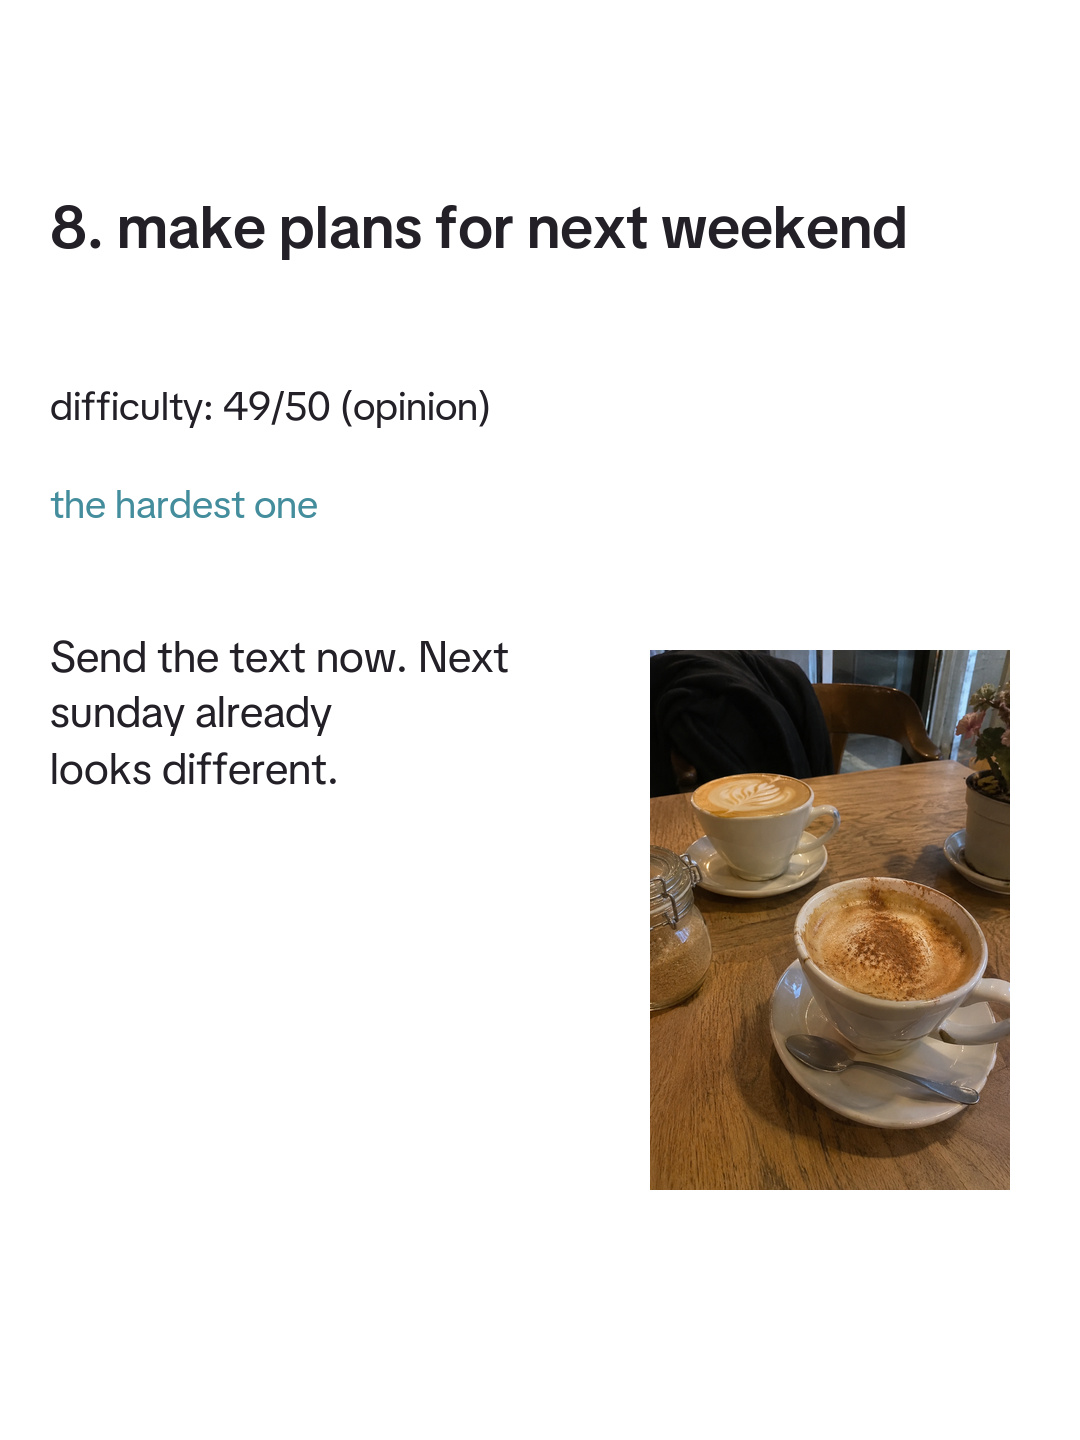 8. make plans for next weekend
difficulty: 49/50 (opinion)
the hardest one
Send the text now. Next
sunday already
looks different.